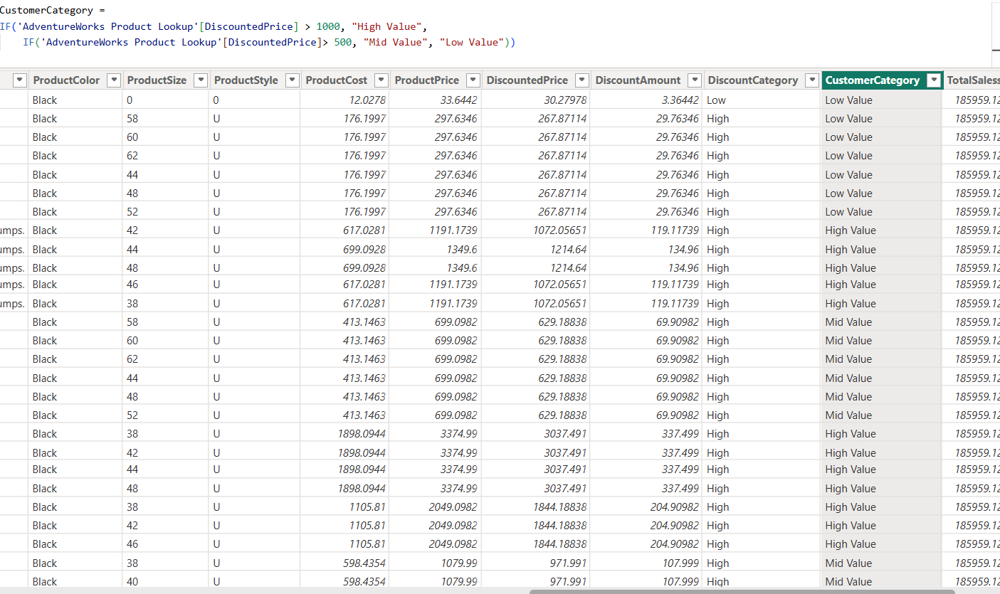 CustomerCategory =
IF('AdventureWorks Product Lookup'[DiscountedPrice] > 1000, "High Value",
IF('AdventureWorks Product Lookup'[DiscountedPrice]> 500, "Mid Value", "Low Value"))
ProductColor ProductSize ProductStyle ProductCost ProductPrice DiscountedPrice DiscountAmount DiscountCategory CustomerCategory TotalSaless
Black 0 0 12.0278 33.6442 30.27978 3.36442 Low Low Value 185959.12
Black 58 U 176.1997 297.6346 267.87114 29.76346 High Low Value 185959.12
Black 60 U 176.1997 297.6346 267.87114 29.76346 High Low Value 185959.12
Black 62 U 176.1997 297.6346 267.87114 29.76346 High Low Value 185959.12
Black 44 U 176.1997 297.6346 267.87114 29.76346 High Low Value 185959.12
Black 48 U 176.1997 297.6346 267.87114 29.76346 High Low Value 185959.12
Black 52 U 176.1997 297.6346 267.87114 29.76346 High Low Value 185959.12
umps. Black 42 U 617.0281 1191.1739 1072.05651 119.11739 High High Value 185959.12
umps. Black 44 U 699.0928 1349.6 1214.64 134.96 High High Value 185959.12
umps. Black 48 U 699.0928 1349.6 1214.64 134.96 High High Value 185959.12
umps. Black 46 U 617.0281 1191.1739 1072.05651 119.11739 High High Value 185959.12
umps. Black 38 U 617.0281 1191.1739 1072.05651 119.11739 High High Value 185959.12
Black 58 U 413.1463 699.0982 629.18838 69.90982 High Mid Value 185959.12
Black 60 U 413.1463 699.0982 629.18838 69.90982 High Mid Value 185959.12
Black 62 U 413.1463 699.0982 629.18838 69.90982 High Mid Value 185959.12
Black 44 U 413.1463 699.0982 629.18838 69.90982 High Mid Value 185959.12
Black 48 U 413.1463 699.0982 629.18838 69.90982 High Mid Value 185959.12
Black 52 U 413.1463 699.0982 629.18838 69.90982 High Mid Value 185959.12
Black 38 U 1898.0944 3374.99 3037.491 337.499 High High Value 185959.12
Black 42 U 1898.0944 3374.99 3037.491 337.499 High High Value 185959.12
Black 44 U 1898.0944 3374.99 3037.491 337.499 High High Value 185959.12
Black 48 U 1898.0944 3374.99 3037.491 337.499 High High Value 185959.12
Black 38 U 1105.81 2049.0982 1844.18838 204.90982 High High Value 185959.12
Black 42 U 1105.81 2049.0982 1844.18838 204.90982 High High Value 185959.12
Black 46 U 1105.81 2049.0982 1844.18838 204.90982 High High Value 185959.12
Black 38 U 598.4354 1079.99 971.991 107.999 High Mid Value 185959.12
Black 40 U 598.4354 1079.99 971.991 107.999 High Mid Value 185959.12